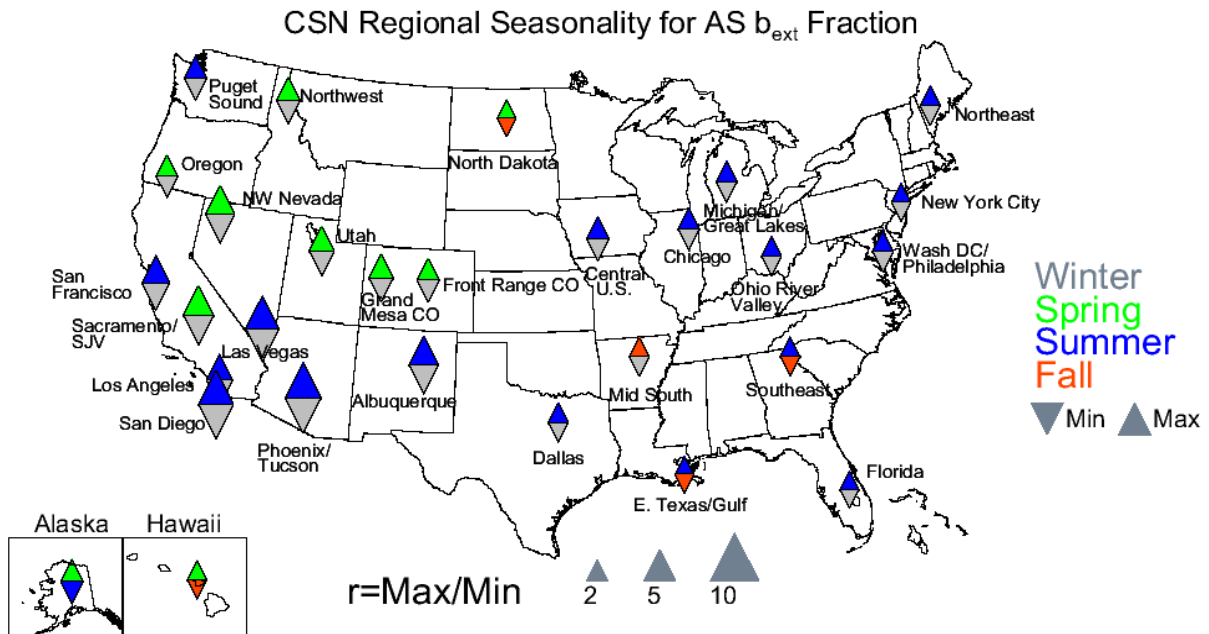 CSN Regional Seasonality for AS bext Fraction
Puget
Sound
Northwest
North Dakota
Northeast
Oregon
NW Nevada
Utah
Michigan/
Great Lakes
New York City
Chicago
Wash DC/
Philadelphia
San
Francisco
Grand
Mesa CO
Front Range CO
Central
U.S.
Ohio River
Valley
Winter
Spring
Summer
Fall
Min
Max
Sacramento/
SJV
Las Vegas
Los Angeles
San Diego
Albuquerque
Mid South
Southeast
Phoenix/
Tucson
Dallas
E. Texas/Gulf
Florida
Alaska
Hawaii
r=Max/Min
2
5
10